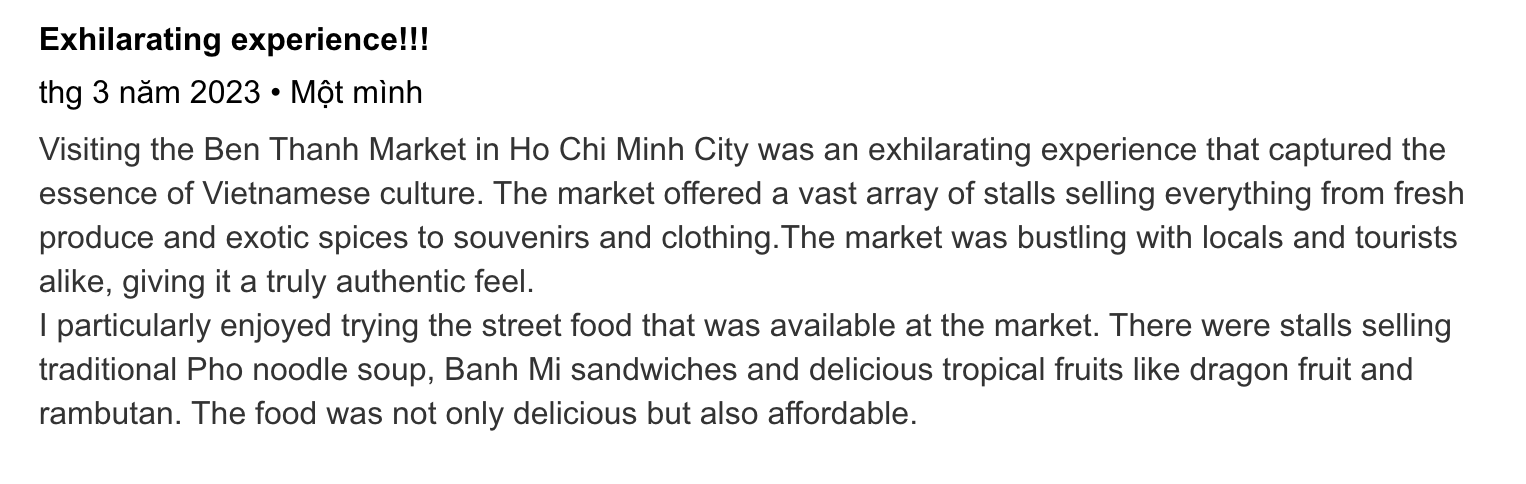 Exhilarating experience!!!
thg 3 năm 2023 • Một mình
Visiting the Ben Thanh Market in Ho Chi Minh City was an exhilarating experience that captured the
essence of Vietnamese culture. The market offered a vast array of stalls selling everything from fresh
produce and exotic spices to souvenirs and clothing.The market was bustling with locals and tourists
alike, giving it a truly authentic feel.
I particularly enjoyed trying the street food that was available at the market. There were stalls selling
traditional Pho noodle soup, Banh Mi sandwiches and delicious tropical fruits like dragon fruit and
rambutan. The food was not only delicious but also affordable.